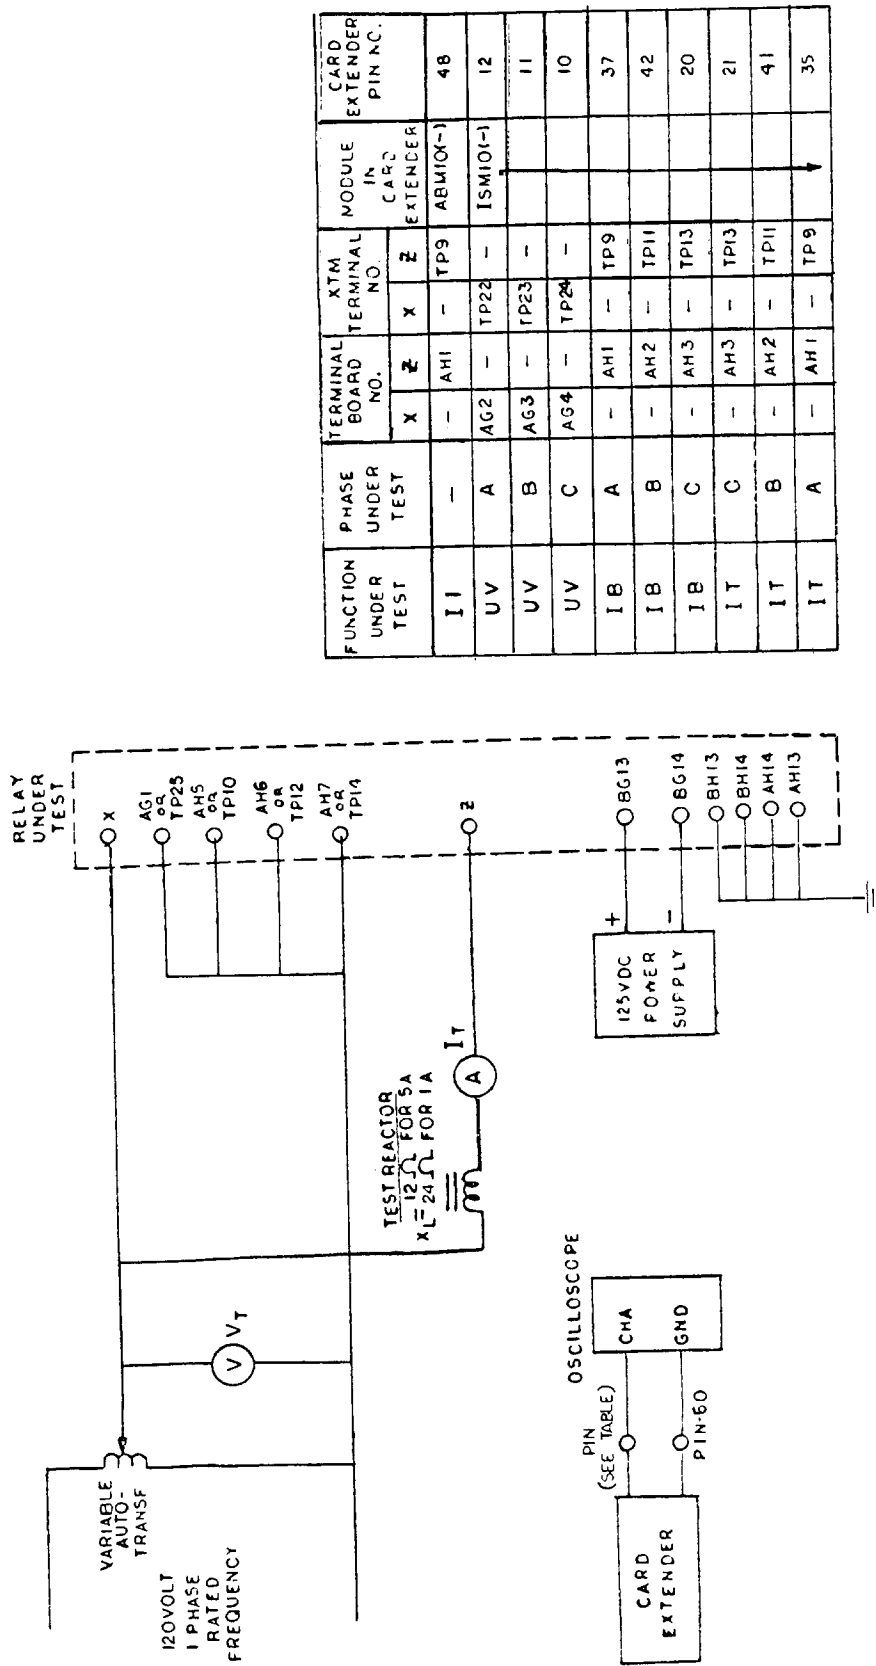 RELAY
UNDER
TEST
X
AG1
OR
TP25
AH5
OR
TP10
AH6
OR
TP12
AH7
OR
TP14
Z
BG13
BG14
BH13
BH14
AH14
AH13
VARIABLE
AUTO-
TRANSF
120VOLT
1 PHASE
RATED
FREQUENCY
V
VT
TEST REACTOR
XL = 12 Ω FOR 5A
24 Ω FOR 1A
A
IT
+
-
125VDC
POWER
SUPPLY
OSCILLOSCOPE
CHA
GND
PIN
(SEE TABLE)
PIN-60
CARD
EXTENDER
FUNCTION UNDER TEST | PHASE UNDER TEST | TERMINAL BOARD NO. | XTM TERMINAL NO. | MODULE IN CARD EXTENDER | CARD EXTENDER PIN NO.
X | Z | X | Z
I1 | - | - | AH1 | - | TP9 | ABM10(-) | 48
UV | A | AG2 | - | TP22 | - | ISM10(-) | 12
UV | B | AG3 | - | TP23 | - | 11
UV | C | AG4 | - | TP24 | - | 10
IB | A | - | AH1 | - | TP9 | 37
IB | B | - | AH2 | - | TP11 | 42
IB | C | - | AH3 | - | TP13 | 20
IT | C | - | AH3 | - | TP13 | 21
IT | B | - | AH2 | - | TP11 | 41
IT | A | - | AH1 | - | TP9 | 35